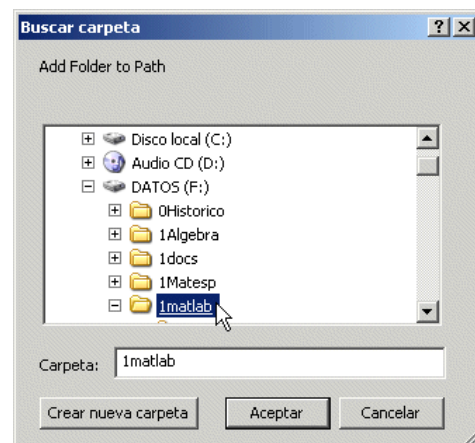 Buscar carpeta
Add Folder to Path
Disco local (C:)
Audio CD (D:)
DATOS (F:)
0Historico
1Algebra
1docs
1Matesp
1matlab
Carpeta: 1matlab
Crear nueva carpeta Aceptar Cancelar